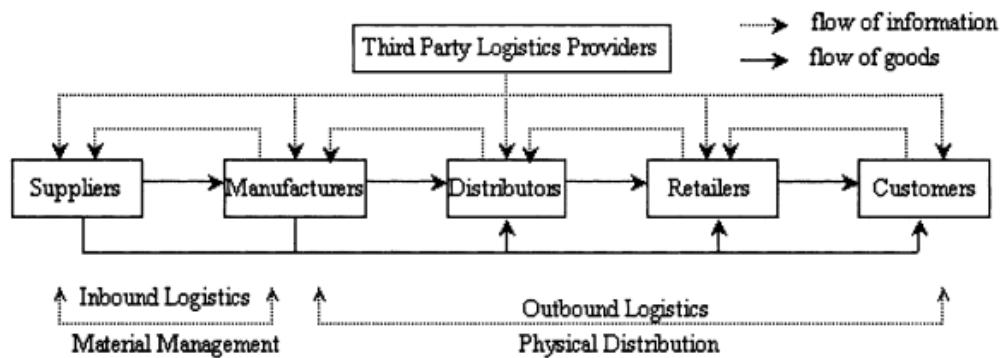 flow of information
Third Party Logistics Providers
flow of goods
Suppliers
Manufacturers
Distributors
Retailers
Customers
Inbound Logistics
Outbound Logistics
Material Management
Physical Distribution